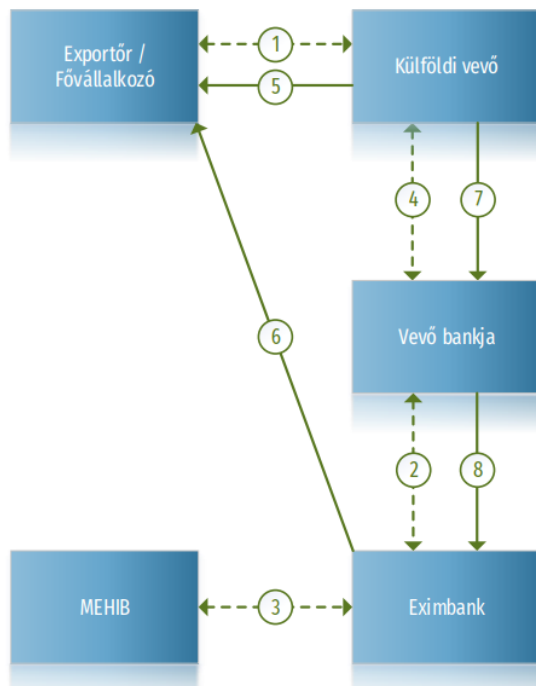 Exportőr /
Fővállalkozó
1
5
Külföldi vevő
4
7
6
Vevő bankja
2
8
MEHIB
3
Eximbank